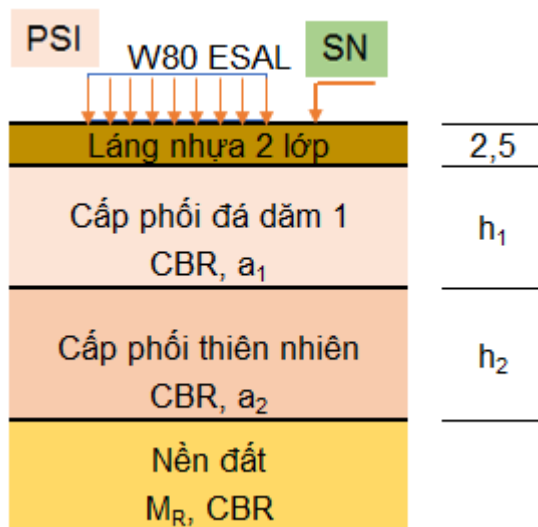 PSI
W80 ESAL
SN
Láng nhựa 2 lớp
2,5
Cấp phối đá dăm 1
CBR, a₁
h₁
Cấp phối thiên nhiên
CBR, a₂
h₂
Nền đất
M_R, CBR